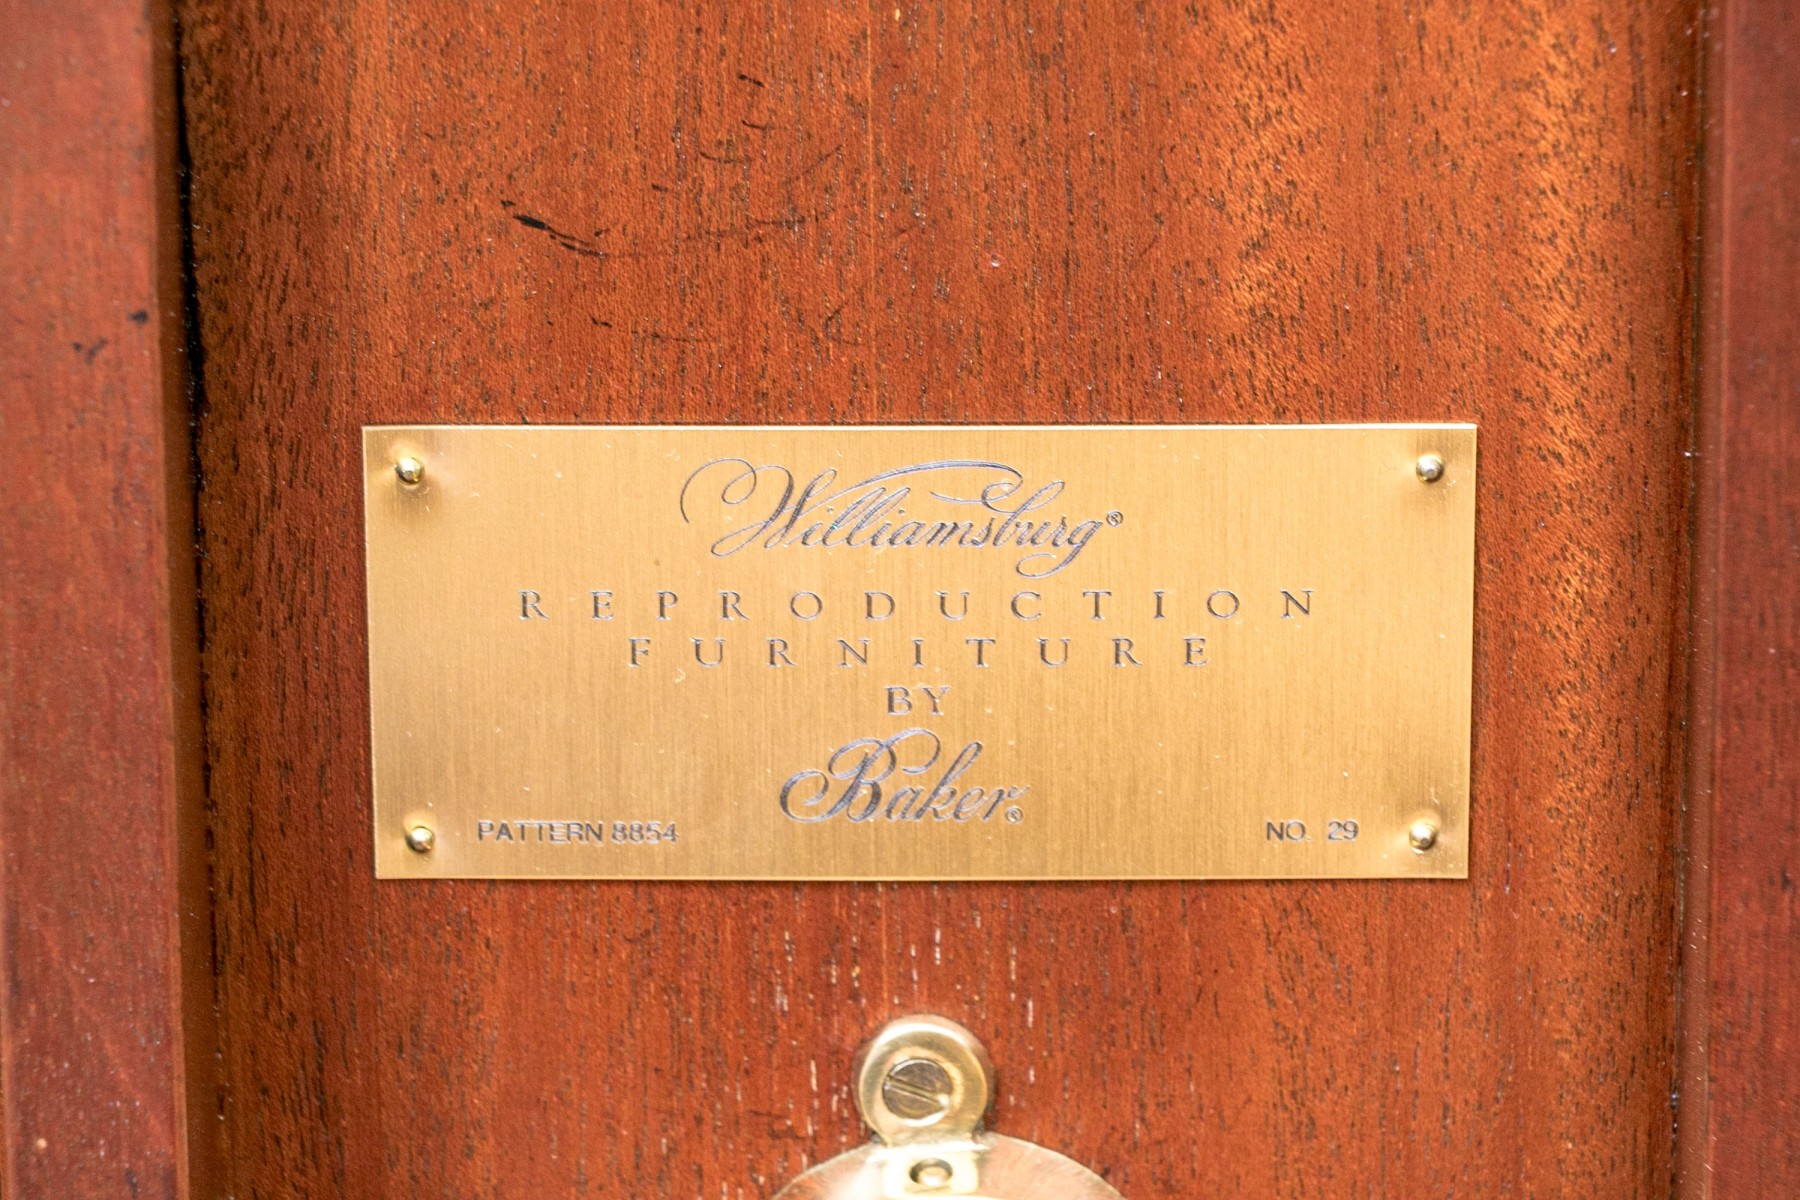 Williamsburg®
REPRODUCTION
FURNITURE
BY
Baker®
PATTERN 8854 NO. 29